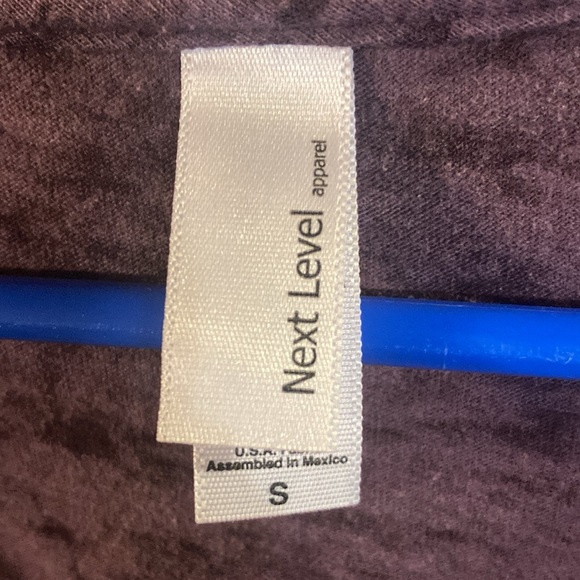 Next Level apparel
U.S.A.
Assembled in Mexico
S